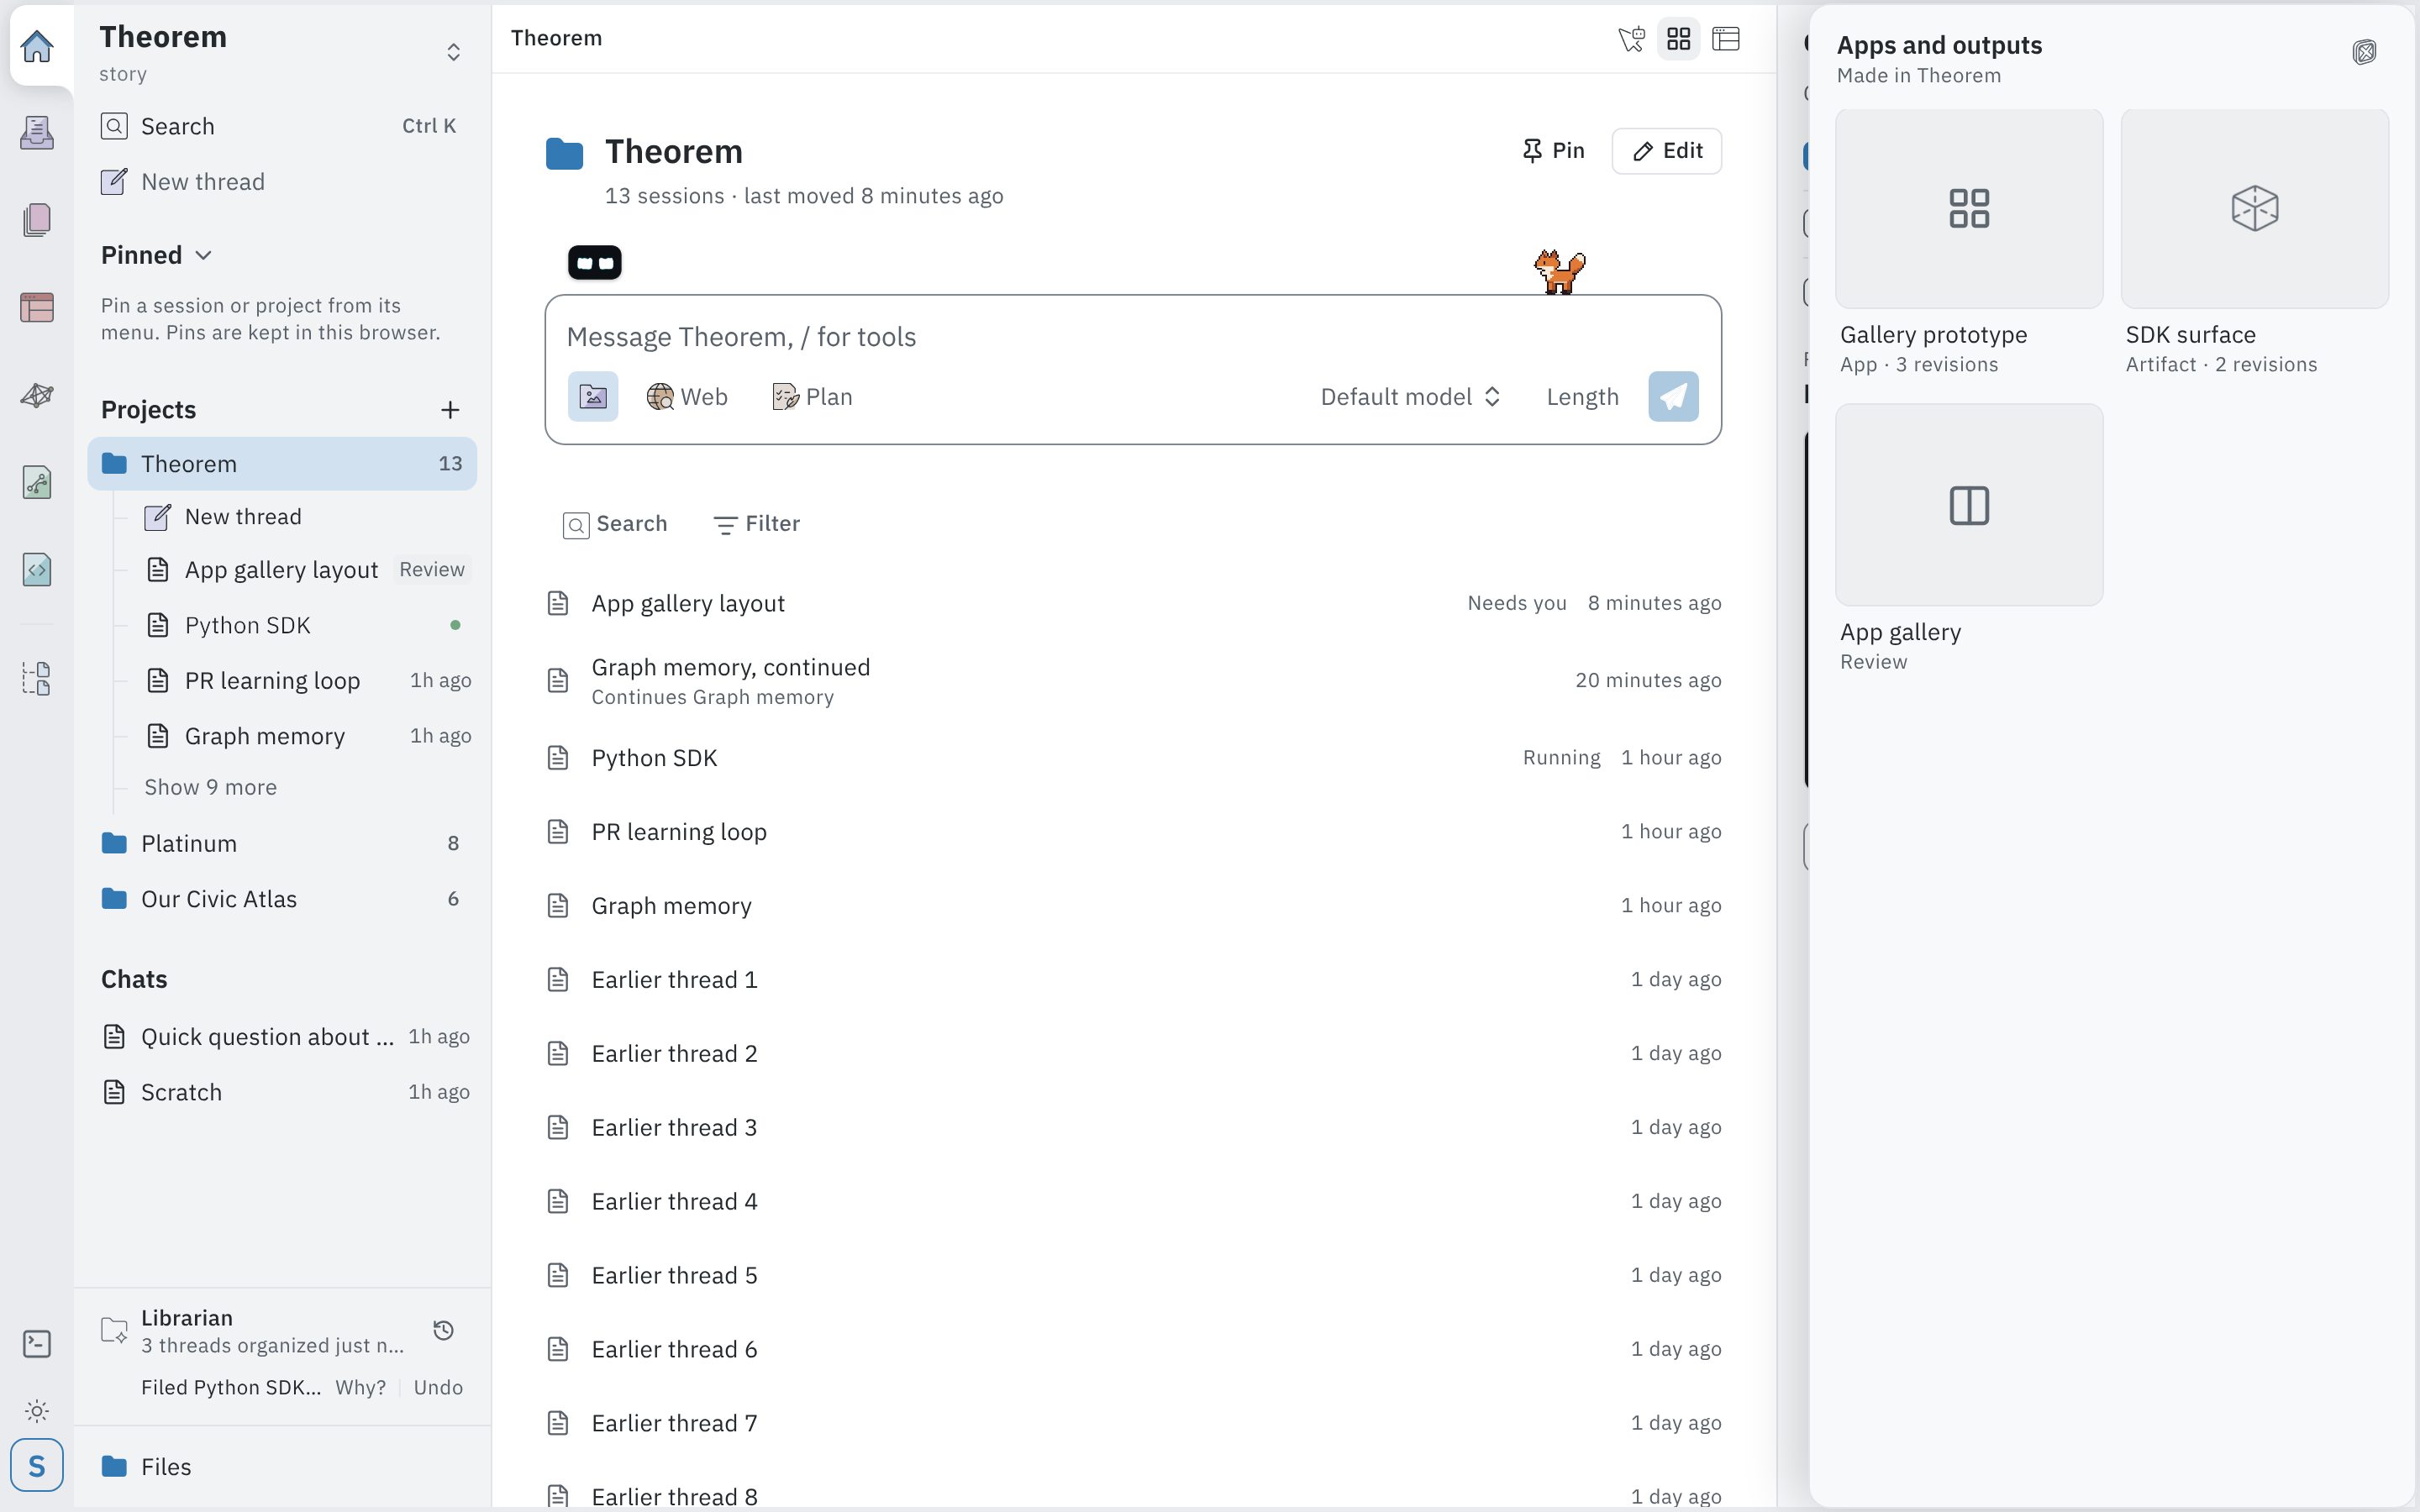 Theorem
story
Search Ctrl K
New thread
Pinned
Pin a session or project from its
menu. Pins are kept in this browser.
Projects
Theorem 13
New thread
App gallery layout Review
Python SDK
PR learning loop 1h ago
Graph memory 1h ago
Show 9 more
Platinum 8
Our Civic Atlas 6
Chats
Quick question about ... 1h ago
Scratch 1h ago
Librarian
3 threads organized just n...
Filed Python SDK... Why? Undo
Files
S
Theorem
Theorem
13 sessions · last moved 8 minutes ago
Pin Edit
Message Theorem, / for tools
Web Plan Default model Length
Search Filter
App gallery layout Needs you 8 minutes ago
Graph memory, continued
Continues Graph memory
20 minutes ago
Python SDK Running 1 hour ago
PR learning loop 1 hour ago
Graph memory 1 hour ago
Earlier thread 1 1 day ago
Earlier thread 2 1 day ago
Earlier thread 3 1 day ago
Earlier thread 4 1 day ago
Earlier thread 5 1 day ago
Earlier thread 6 1 day ago
Earlier thread 7 1 day ago
Earlier thread 8 1 day ago
Apps and outputs
Made in Theorem
Gallery prototype
App · 3 revisions
SDK surface
Artifact · 2 revisions
App gallery
Review